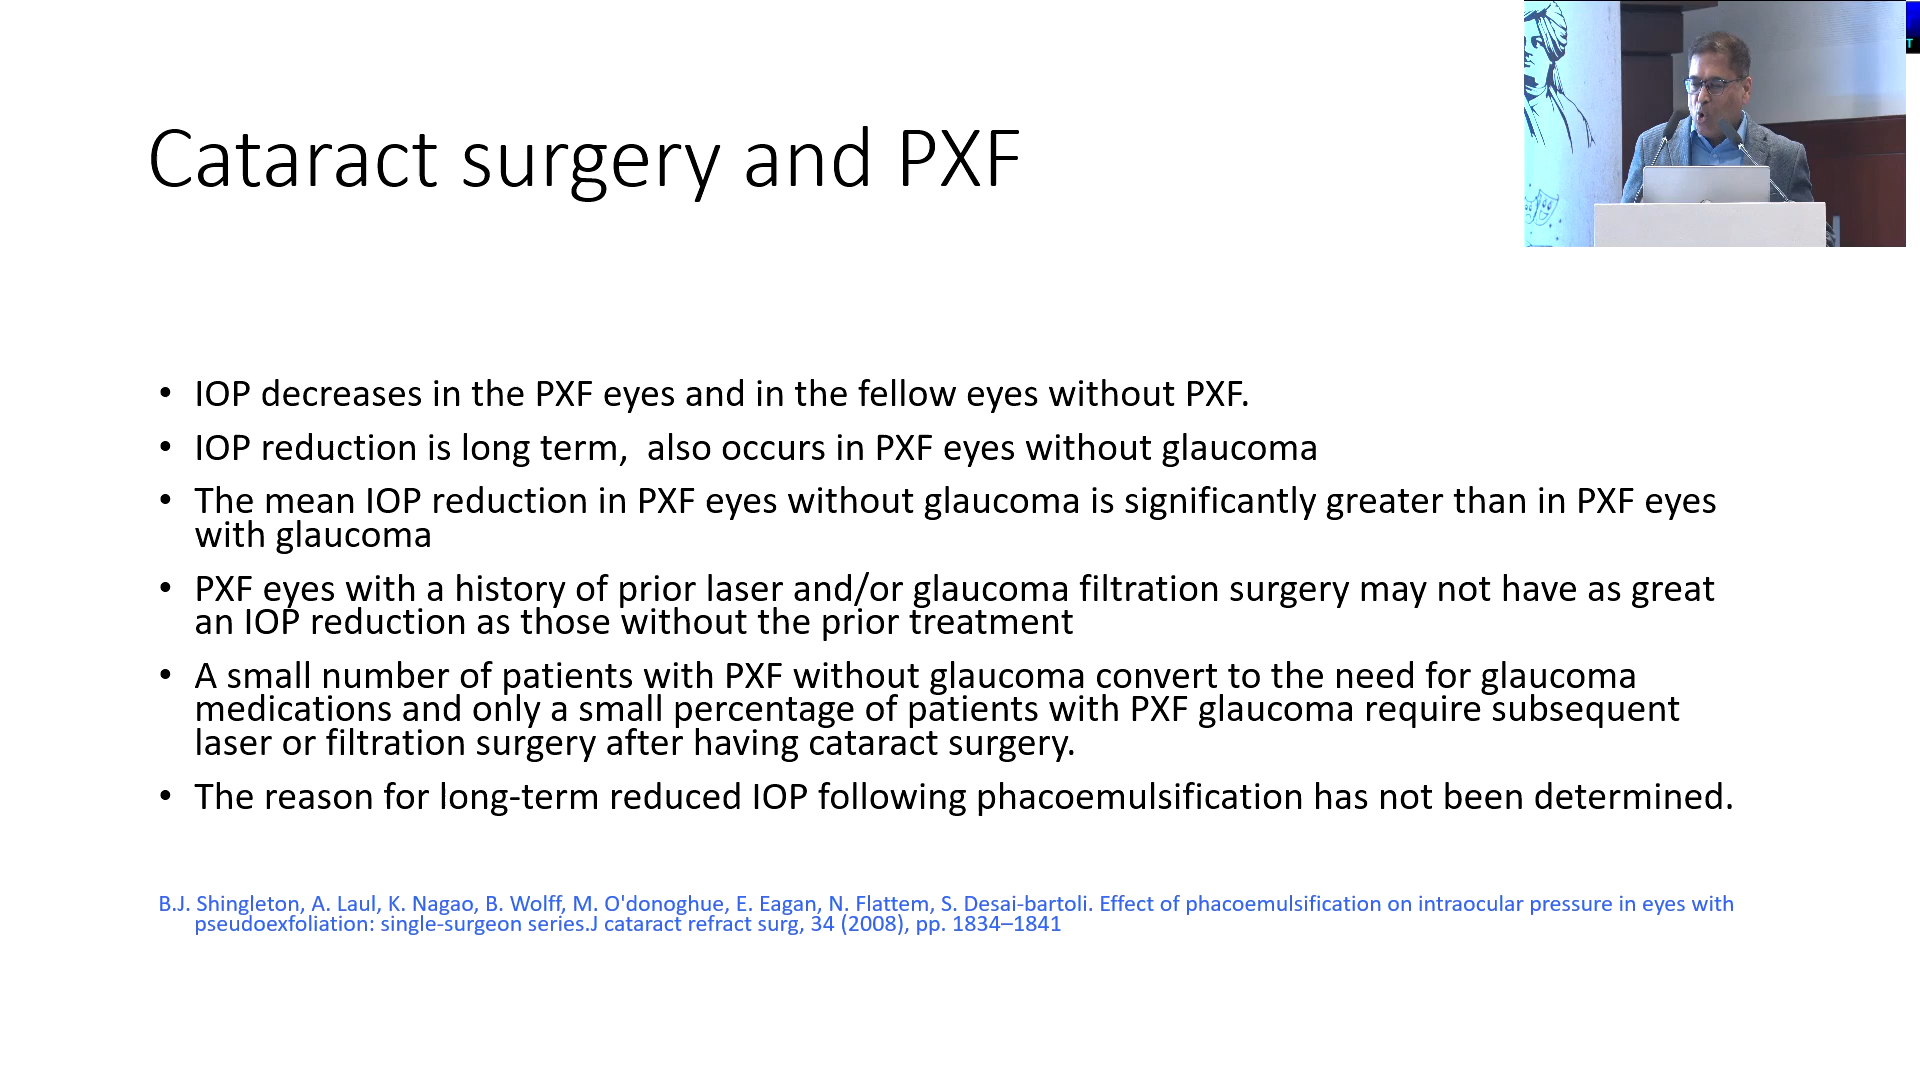 T
Cataract surgery and PXF
• IOP decreases in the PXF eyes and in the fellow eyes without PXF.
• IOP reduction is long term,  also occurs in PXF eyes without glaucoma
• The mean IOP reduction in PXF eyes without glaucoma is significantly greater than in PXF eyes
with glaucoma
• PXF eyes with a history of prior laser and/or glaucoma filtration surgery may not have as great
an IOP reduction as those without the prior treatment
• A small number of patients with PXF without glaucoma convert to the need for glaucoma
medications and only a small percentage of patients with PXF glaucoma require subsequent
laser or filtration surgery after having cataract surgery.
• The reason for long-term reduced IOP following phacoemulsification has not been determined.
B.J. Shingleton, A. Laul, K. Nagao, B. Wolff, M. O'donoghue, E. Eagan, N. Flattem, S. Desai-bartoli. Effect of phacoemulsification on intraocular pressure in eyes with
pseudoexfoliation: single-surgeon series.J cataract refract surg, 34 (2008), pp. 1834–1841